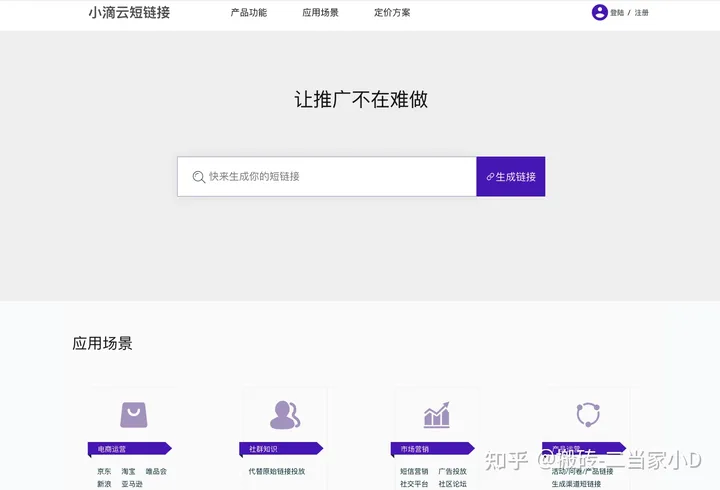 小滴云短链接 产品功能 应用场景 定价方案 登陆 / 注册
让推广不在难做
快来生成你的短链接 生成链接
应用场景
电商运营 社群知识 市场营销 产品运营
京东 淘宝 唯品会 代替原始链接投放 短信营销 广告投放 活动/问卷/产品链接
新浪 亚马逊 社交平台 社区论坛 生成渠道短链接
知乎 @搬砖-二当家小D